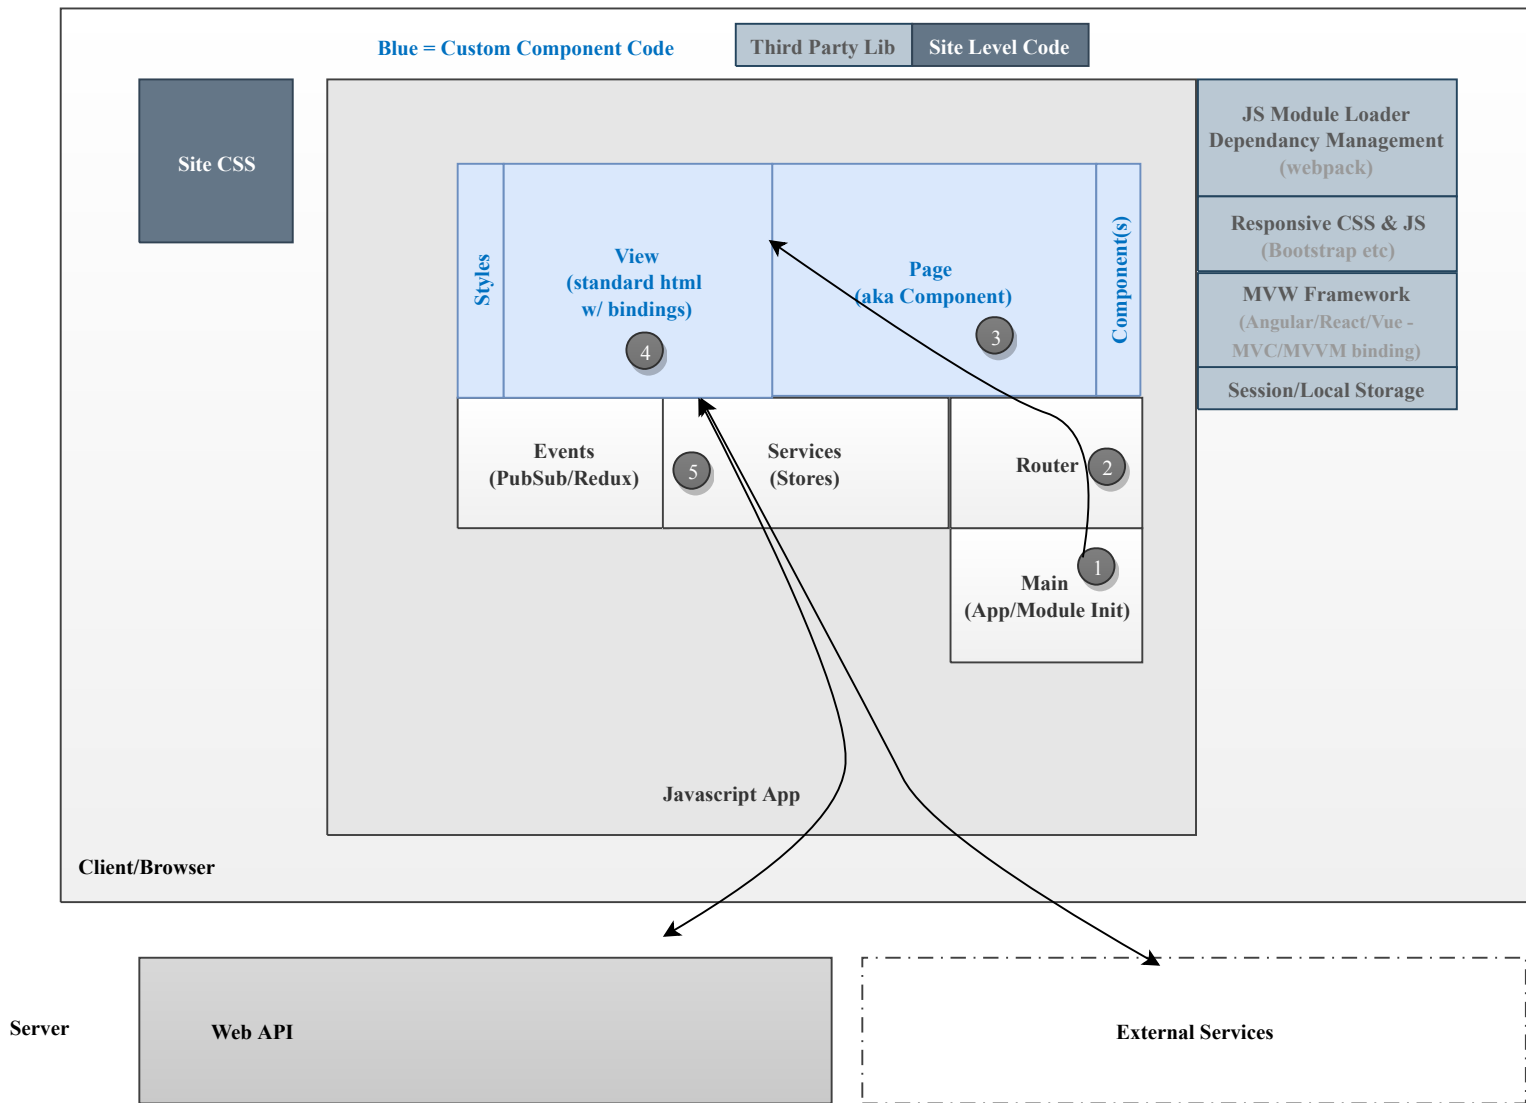 Blue = Custom Component Code
Third Party Lib
Site Level Code
Site CSS
JS Module Loader
Dependancy Management
(webpack)
Responsive CSS & JS
(Bootstrap etc)
MVW Framework
(Angular/React/Vue -
MVC/MVVM binding)
Session/Local Storage
Styles
View
(standard html
w/ bindings)
4
Page
(aka Component)
3
Component(s)
Events
(PubSub/Redux)
5
Services
(Stores)
Router
2
1
Main
(App/Module Init)
Javascript App
Client/Browser
Server
Web API
External Services